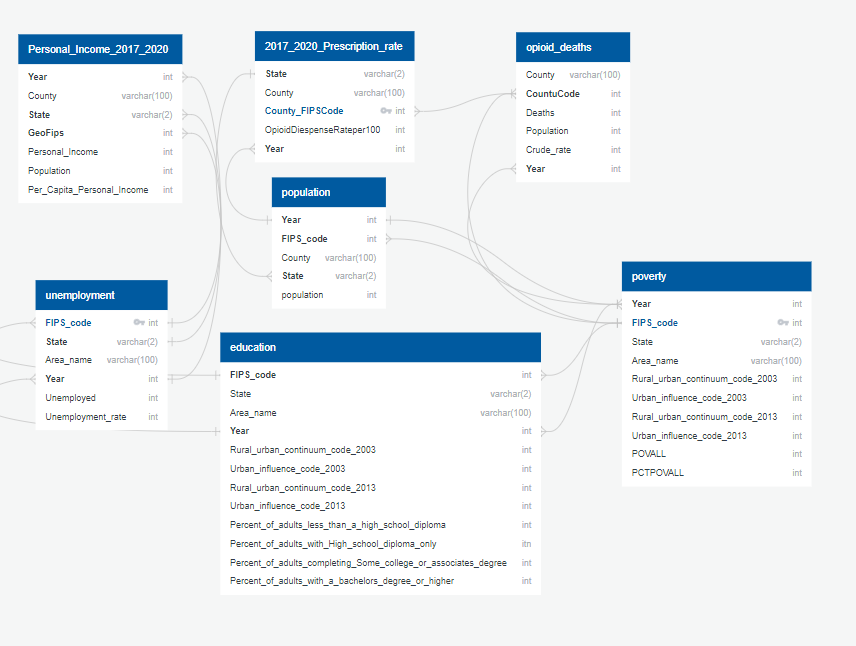 Personal_Income_2017_2020
Year int
County varchar(100)
State varchar(2)
GeoFips int
Personal_Income int
Population int
Per_Capita_Personal_Income int
2017_2020_Prescription_rate
State varchar(2)
County varchar(100)
County_FIPSCode int
OpioidDiespenseRateper100 int
Year int
opioid_deaths
County varchar(100)
CountuCode int
Deaths int
Population int
Crude_rate int
Year int
population
Year int
FIPS_code int
County varchar(100)
State varchar(2)
population int
unemployment
FIPS_code int
State varchar(2)
Area_name varchar(100)
Year int
Unemployed int
Unemployment_rate int
education
FIPS_code int
State varchar(2)
Area_name varchar(100)
Year int
Rural_urban_continuum_code_2003 int
Urban_influence_code_2003 int
Rural_urban_continuum_code_2013 int
Urban_influence_code_2013 int
Percent_of_adults_less_than_a_high_school_diploma int
Percent_of_adults_with_High_school_diploma_only itn
Percent_of_adults_completing_Some_college_or_associates_degree int
Percent_of_adults_with_a_bachelors_degree_or_higher int
poverty
Year int
FIPS_code int
State varchar(2)
Area_name varchar(100)
Rural_urban_continuum_code_2003 int
Urban_influence_code_2003 int
Rural_urban_continuum_code_2013 int
Urban_influence_code_2013 int
POVALL int
PCTPOVALL int